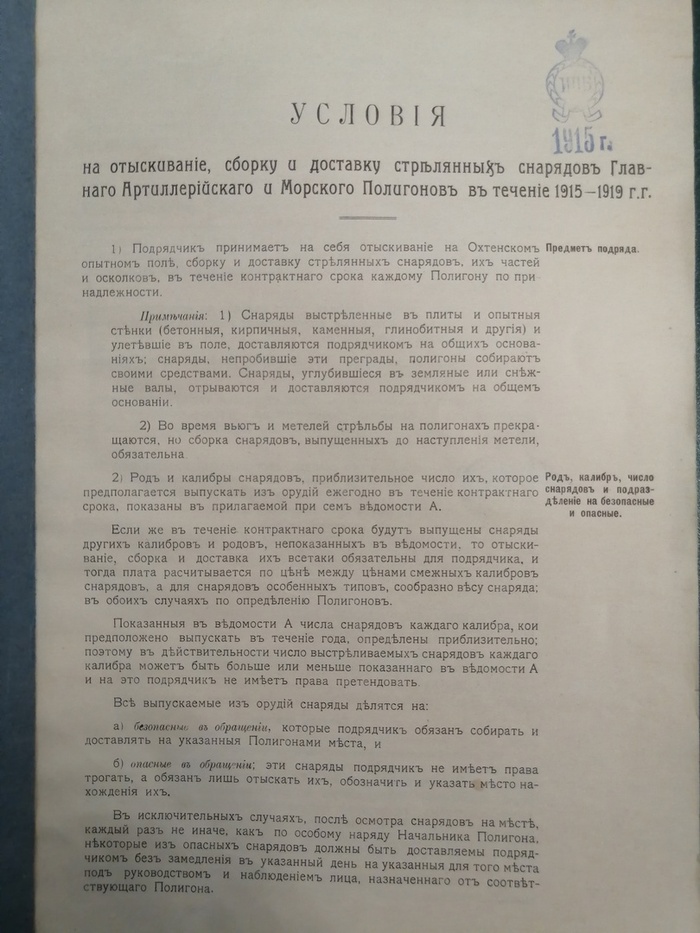 1915 г.
УСЛОВІЯ
на отыскиваніе, сборку и доставку стрѣлянныхъ снарядовъ Глав-
наго Артиллерійскаго и Морского Полигоновъ въ теченіе 1915—1919 г.г.
1) Подрядчикъ принимаетъ на себя отыскиваніе на Охтенскомъ
опытномъ полѣ, сборку и доставку стрѣлянныхъ снарядовъ, ихъ частей
и осколковъ, въ теченіе контрактнаго срока каждому Полигону по при
надлежности.
Предметъ подряда.
Примѣчанія: 1) Снаряды выстрѣленные въ плиты и опытныя
стѣнки (бетонныя, кирпичныя, каменныя, глинобитныя и другія) и
улетѣвшіе въ поле, доставляются подрядчикомъ на общихъ основа-
ніяхъ; снаряды, непробившіе эти преграды, полигоны собираютъ
своими средствами. Снаряды, углубившіеся въ земляные или снѣж-
ные валы, отрываются и доставляются подрядчикомъ на общемъ
основаніи.
2) Во время вьюгъ и метелей стрѣльбы на полигонахъ прекра-
щаются, но сборка снарядовъ, выпущенныхъ до наступленія метели,
обязательна
2) Родъ и калибры снарядовъ, приблизительное число ихъ, которое
предполагается выпускать изъ орудій ежегодно въ теченіе контрактнаго
срока, показаны въ прилагаемой при семъ вѣдомости А.
Родъ, калибръ, число
снарядовъ и подраз-
дѣленіе на безопасные
и опасные.
Если же въ теченіе контрактнаго срока будутъ выпущены снаряды
другихъ калибровъ и родовъ, непоказанныхъ въ вѣдомости, то отыски-
ваніе, сборка и доставка ихъ всетаки обязательны для подрядчика, и
тогда плата расчитывается по цѣнѣ между цѣнами смежныхъ калибровъ
снарядовъ, а для снарядовъ особенныхъ типовъ, сообразно вѣсу снаряда;
въ обоихъ случаяхъ по опредѣленію Полигоновъ.
Показанныя въ вѣдомости А числа снарядовъ каждаго калибра, кои
предположено выпускать въ теченіе года, опредѣлены приблизительно;
поэтому въ дѣйствительности число выстрѣливаемыхъ снарядовъ каждаго
калибра можетъ быть больше или меньше показаннаго въ вѣдомости А
и на это подрядчикъ не имѣетъ права претендовать
Всѣ выпускаемые изъ орудій снаряды дѣлятся на:
а) безопасные въ обращеніи, которые подрядчикъ обязанъ собирать и
доставлять на указанныя Полигонами мѣста, и
б) опасные въ обращеніи; эти снаряды подрядчикъ не имѣетъ права
трогать, а обязанъ лишь отыскать ихъ, обозначить и указать мѣсто на-
хожденія ихъ.
Въ исключительныхъ случаяхъ, послѣ осмотра снарядовъ на мѣстѣ,
каждый разъ не иначе, какъ по особому наряду Начальника Полигона,
нѣкоторые изъ опасныхъ снарядовъ должны быть доставляемы подряд-
чикомъ безъ замедленія въ указанный день на указанныя для того мѣста
подъ руководствомъ и наблюденіемъ лица, назначеннаго отъ соотвѣт-
ствующаго Полигона.